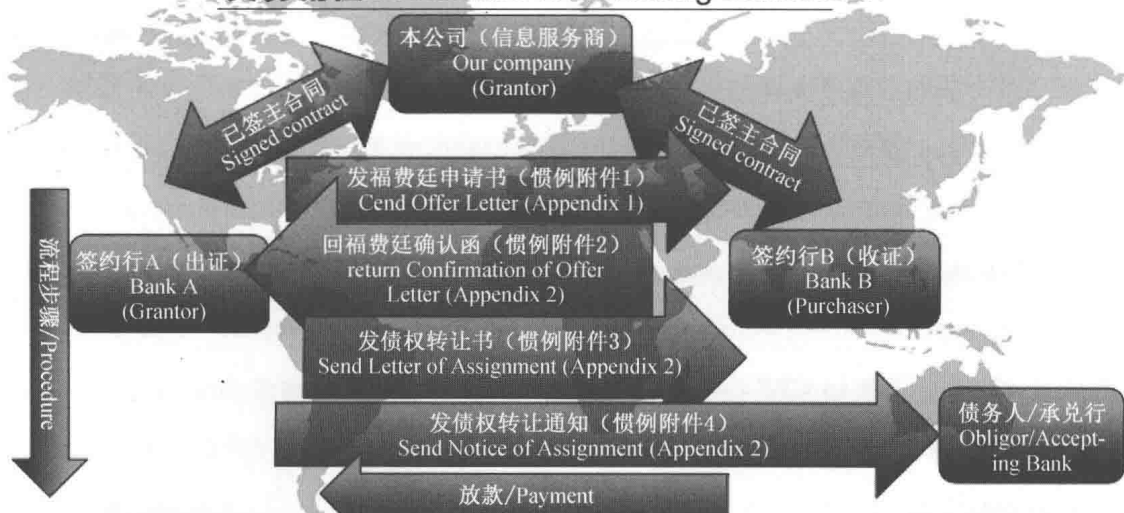 本公司（信息服务商）
Our company
(Grantor)
已签主合同
Signed contract
已签主合同
Signed contract
发福费廷申请书（惯例附件1）
Cend Offer Letter (Appendix 1)
流程步骤/Procedure
签约行A（出证）
Bank A
(Grantor)
回福费廷确认函（惯例附件2）
return Confirmation of Offer
Letter (Appendix 2)
签约行B（收证）
Bank B
(Purchaser)
发债权转让书（惯例附件3）
Send Letter of Assignment (Appendix 2)
发债权转让通知（惯例附件4）
Send Notice of Assignment (Appendix 2)
债务人/承兑行
Obligor/Accept-
ing Bank
放款/Payment